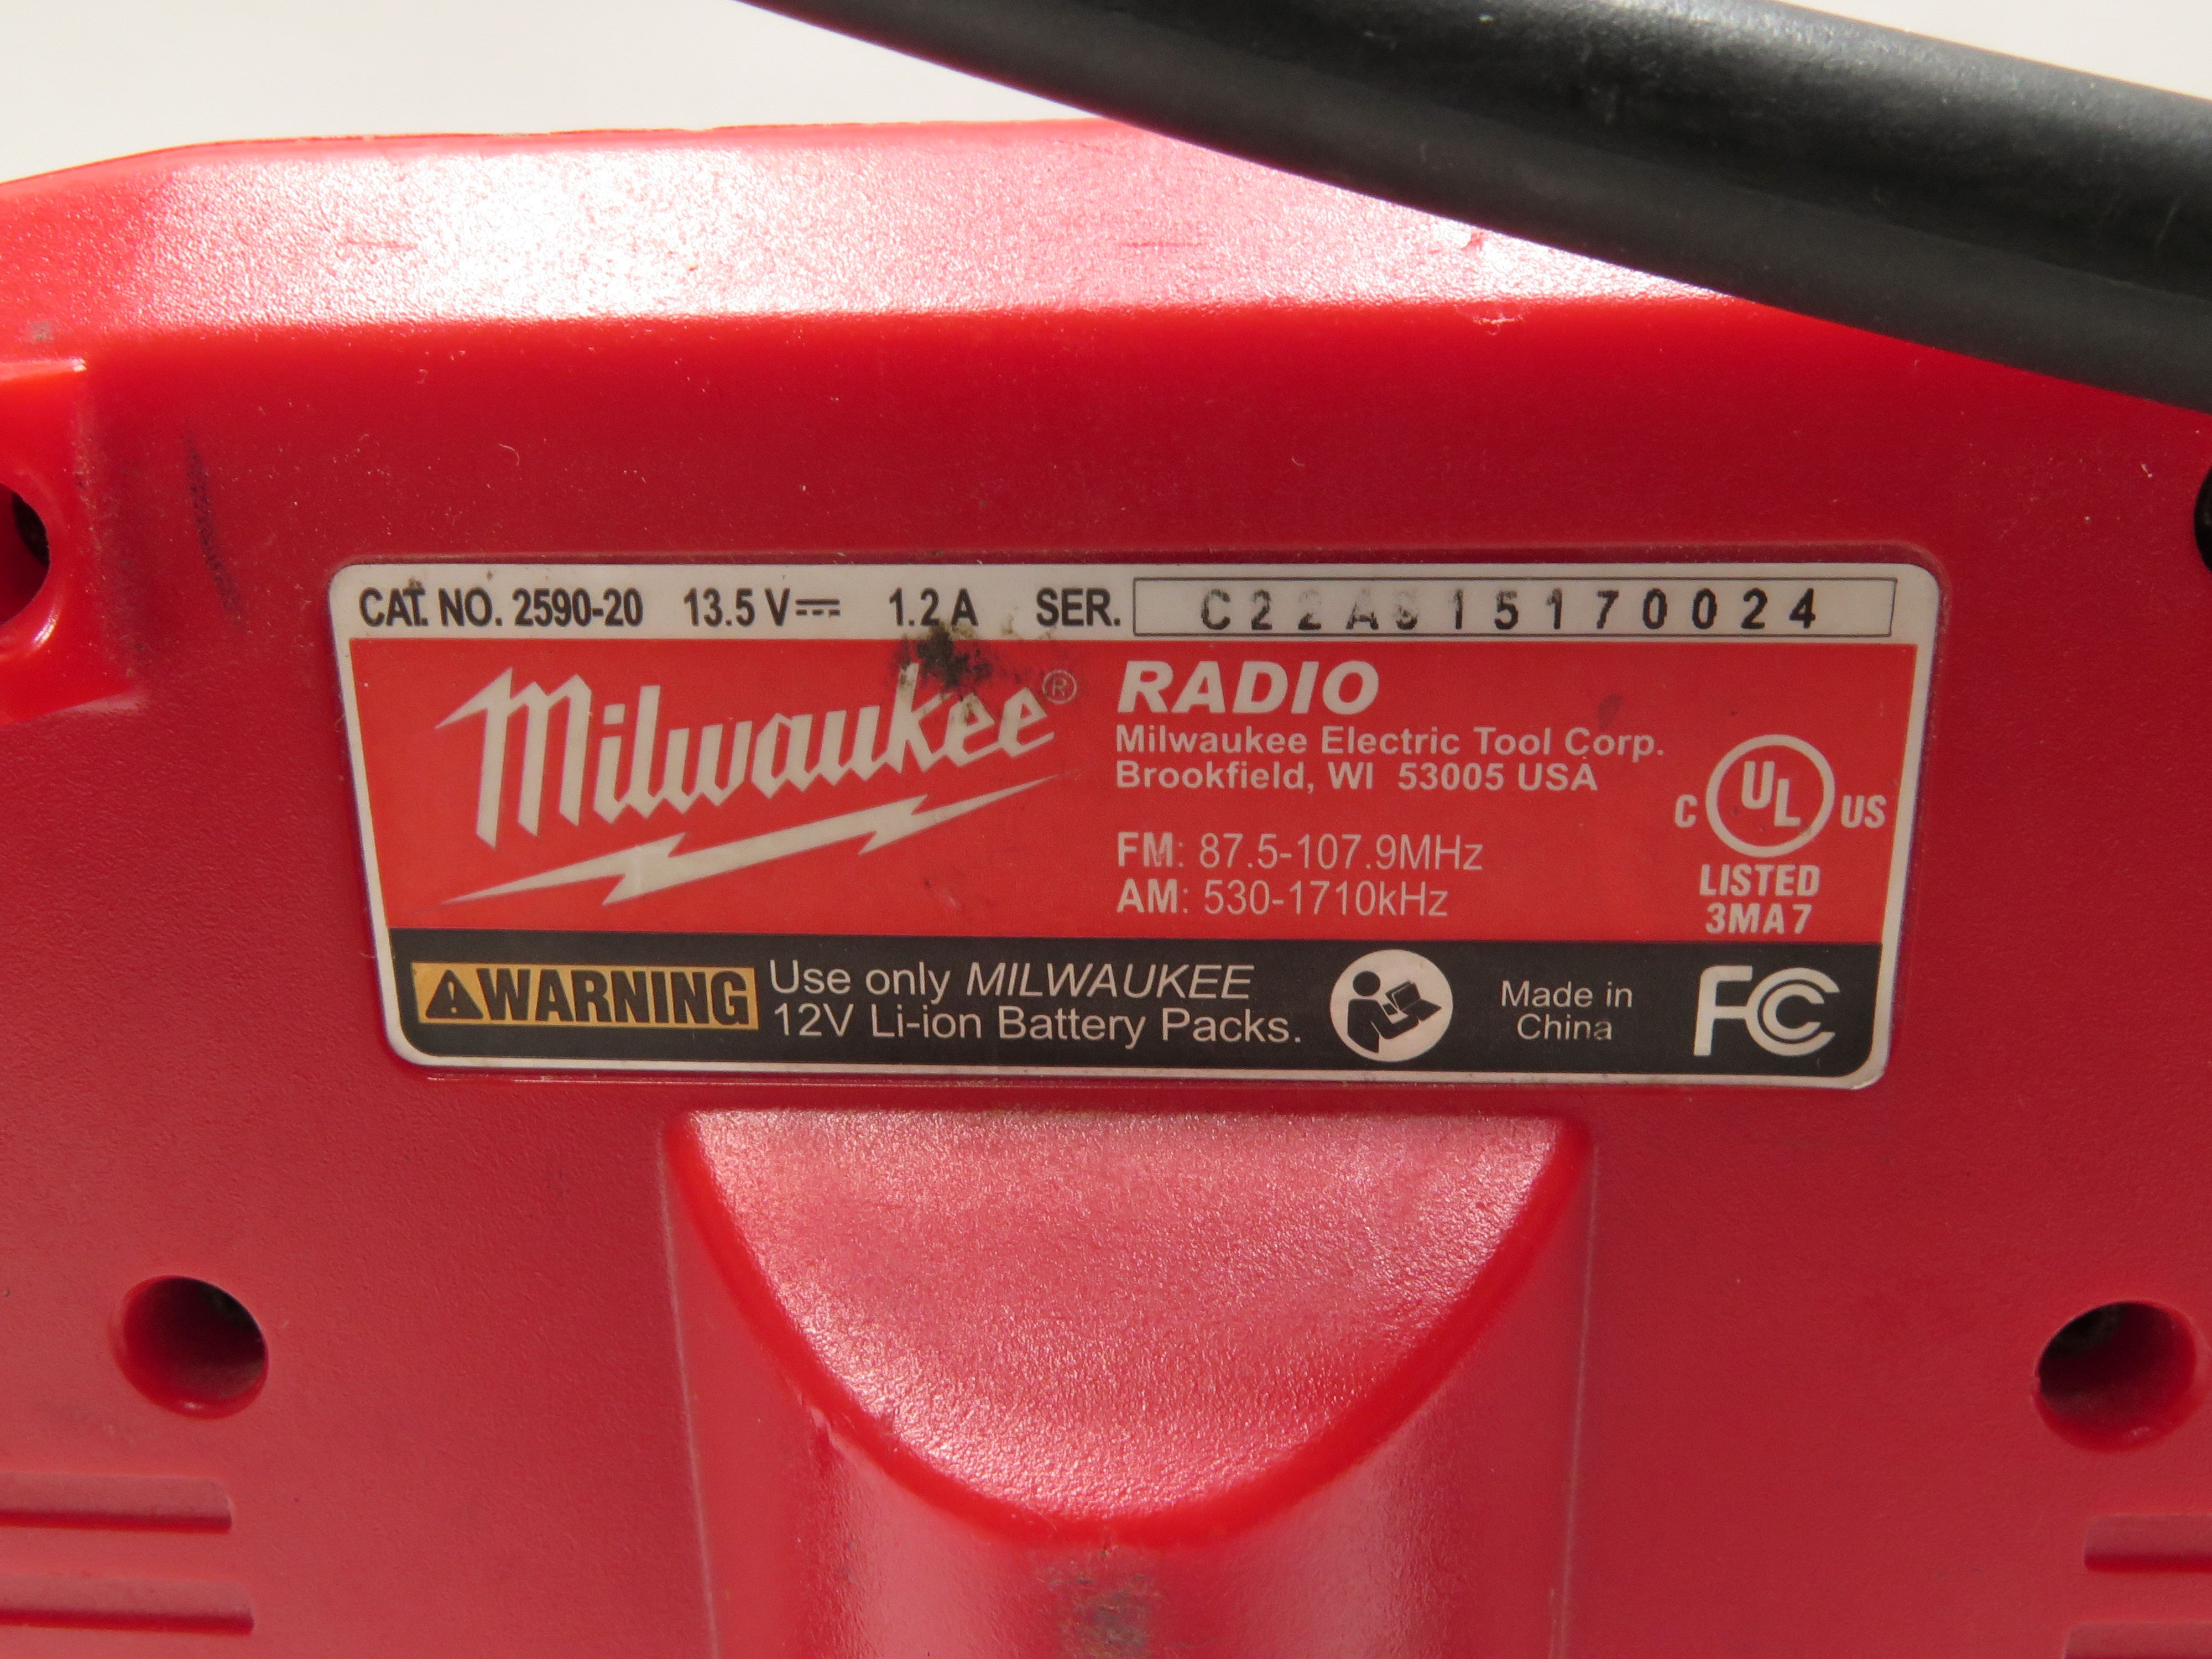 CAT. NO. 2590-20 13.5 V 1.2 A SER.
Milwaukee®
RADIO
Milwaukee Electric Tool Corp.
Brookfield, WI 53005 USA
FM: 87.5-107.9MHz
AM: 530-1710kHz
C UL US
LISTED
3MA7
WARNING Use only MILWAUKEE
12V Li-ion Battery Packs.
Made in
China
FC